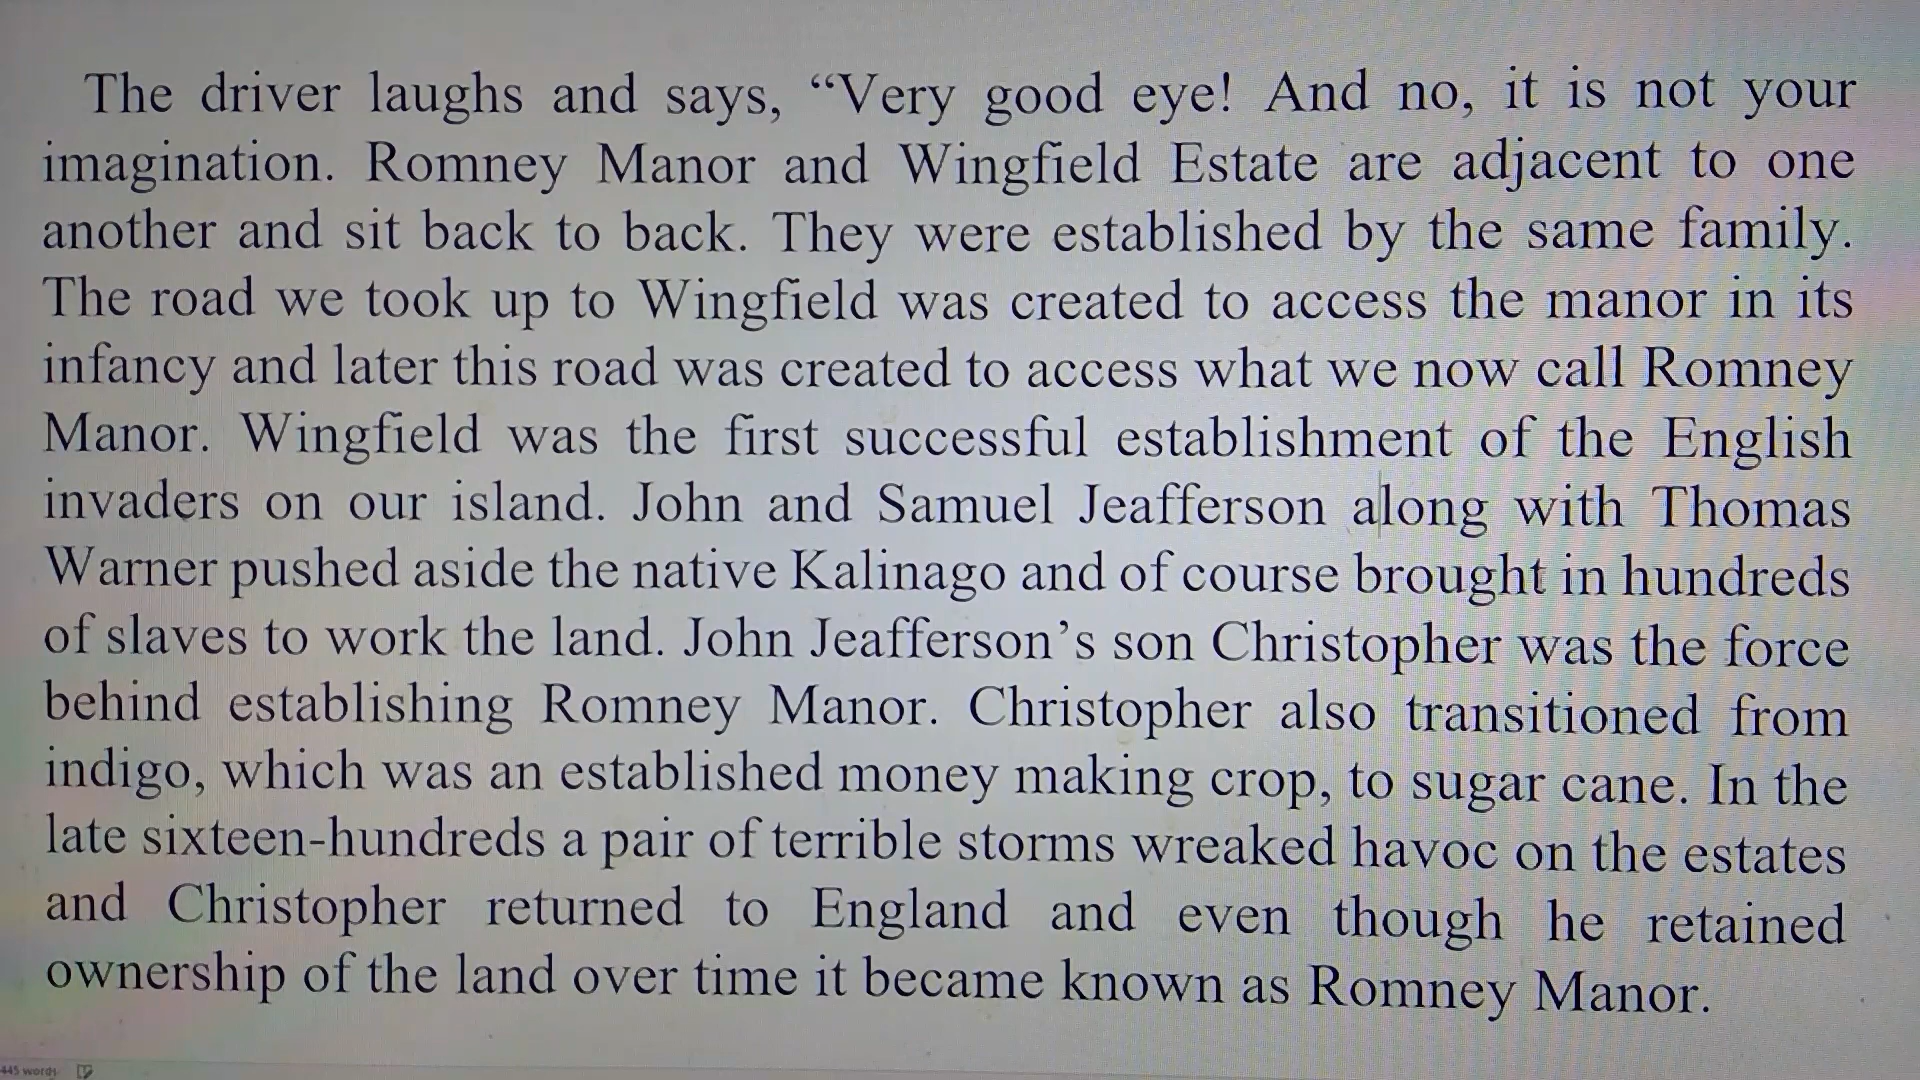 The driver laughs and says, “Very good eye! And no, it is not your
imagination. Romney Manor and Wingfield Estate are adjacent to one
another and sit back to back. They were established by the same family.
The road we took up to Wingfield was created to access the manor in its
infancy and later this road was created to access what we now call Romney
Manor. Wingfield was the first successful establishment of the English
invaders on our island. John and Samuel Jeafferson along with Thomas
Warner pushed aside the native Kalinago and of course brought in hundreds
of slaves to work the land. John Jeafferson’s son Christopher was the force
behind establishing Romney Manor. Christopher also transitioned from
indigo, which was an established money making crop, to sugar cane. In the
late sixteen-hundreds a pair of terrible storms wreaked havoc on the estates
and Christopher returned to England and even though he retained
ownership of the land over time it became known as Romney Manor.
445 words